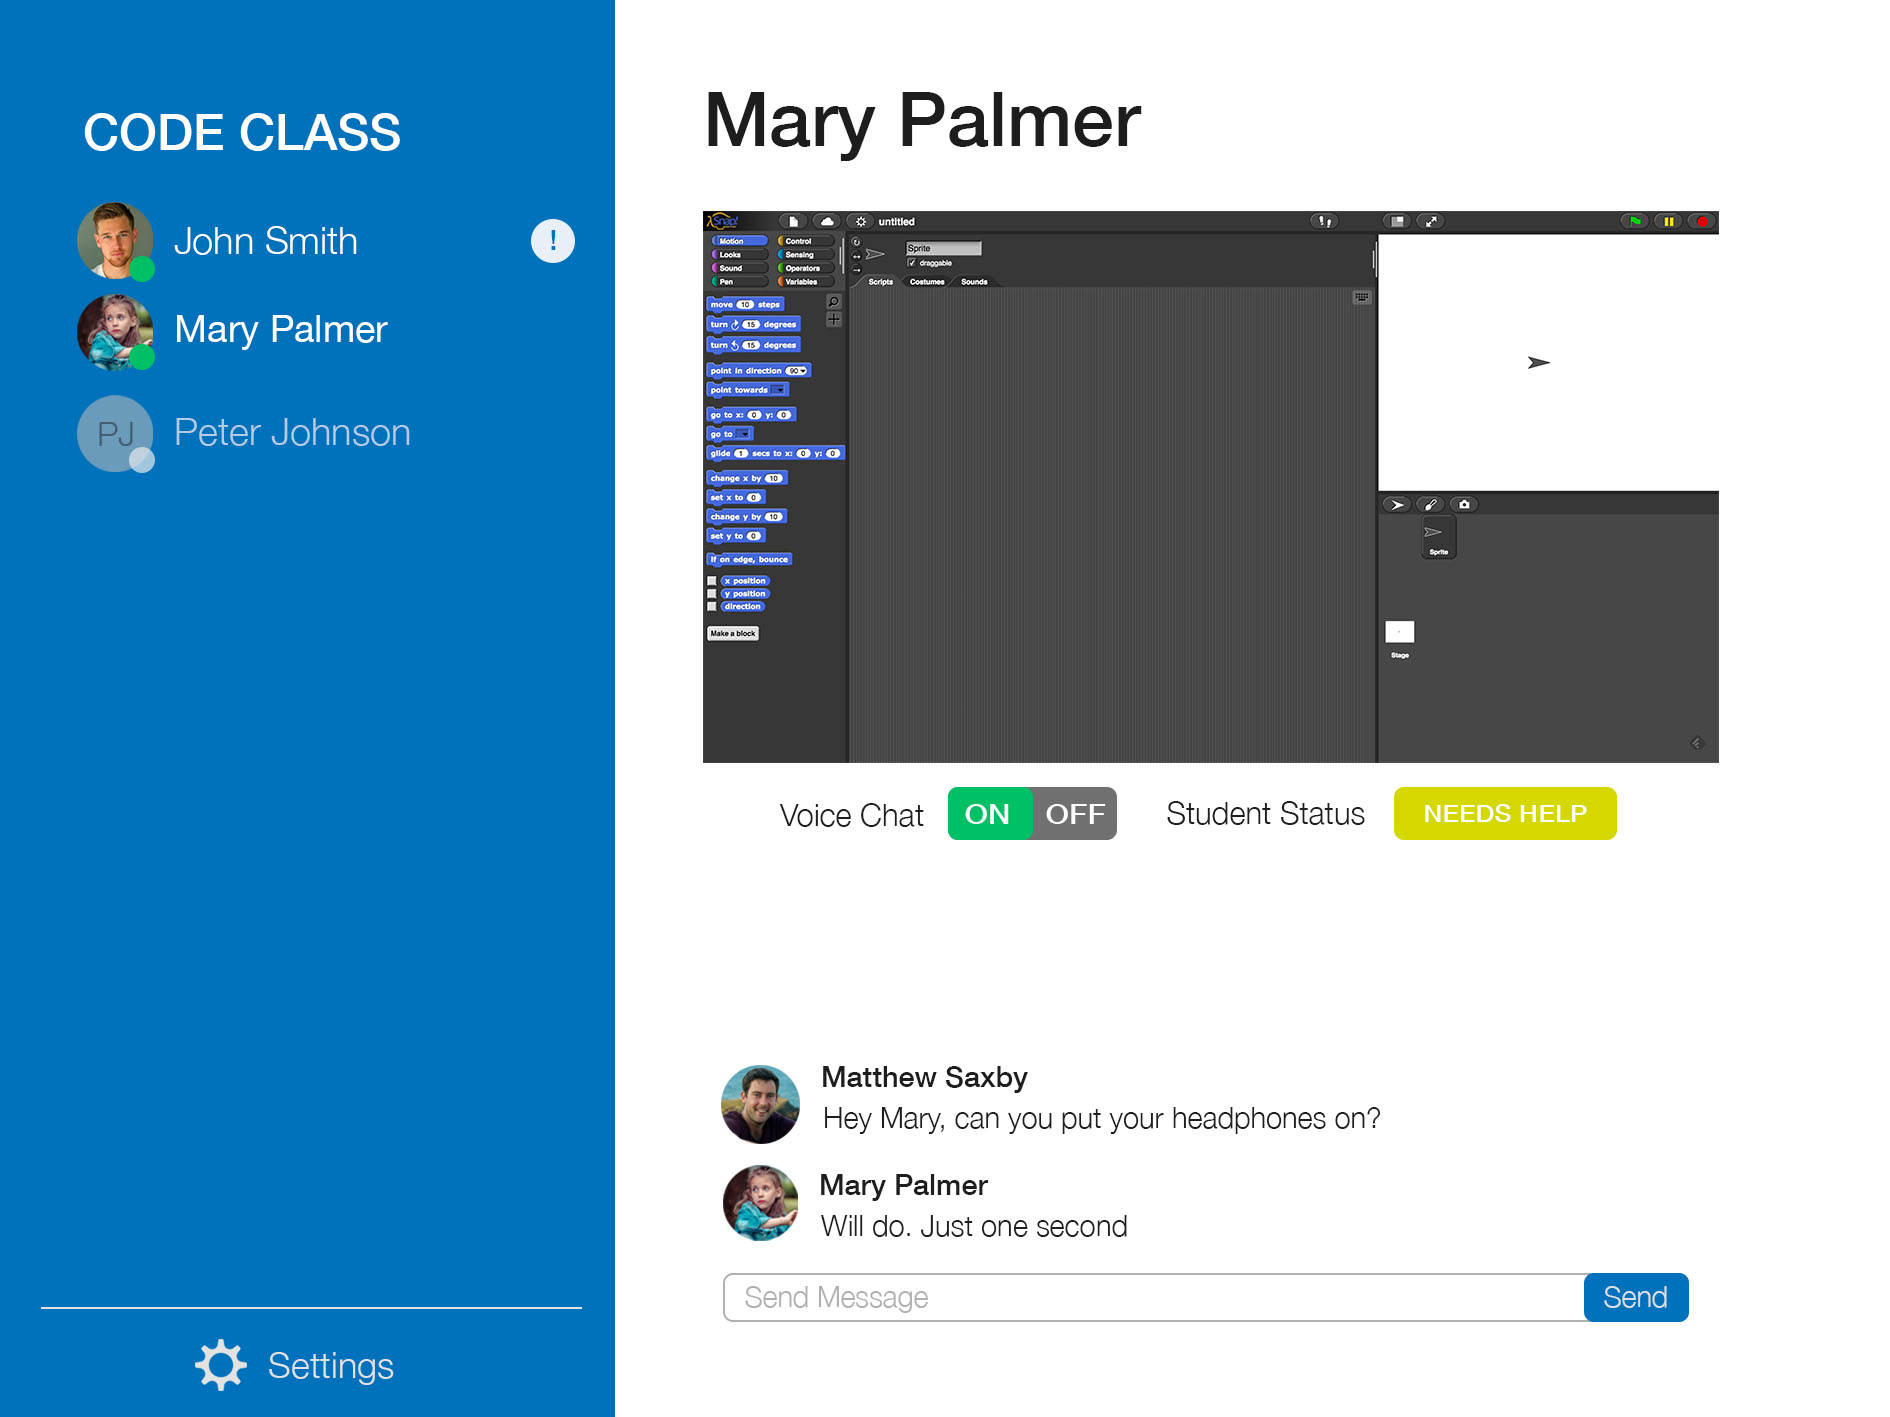 CODE CLASS
John Smith
!
Mary Palmer
PJ
Peter Johnson
Settings
Mary Palmer
Snap!
untitled
Motion
Control
Looks
Sensing
Sound
Operators
Pen
Variables
Sprite
draggable
Scripts
Costumes
Sounds
move 10 steps
turn 15 degrees
turn 15 degrees
point in direction 90
point towards
go to x: 0 y: 0
go to
glide 1 secs to x: 0 y: 0
change x by 10
set x to 0
change y by 10
set y to 0
if on edge, bounce
x position
y position
direction
Make a block
Sprite
Stage
Voice Chat ON OFF
Student Status NEEDS HELP
Matthew Saxby
Hey Mary, can you put your headphones on?
Mary Palmer
Will do. Just one second
Send Message
Send